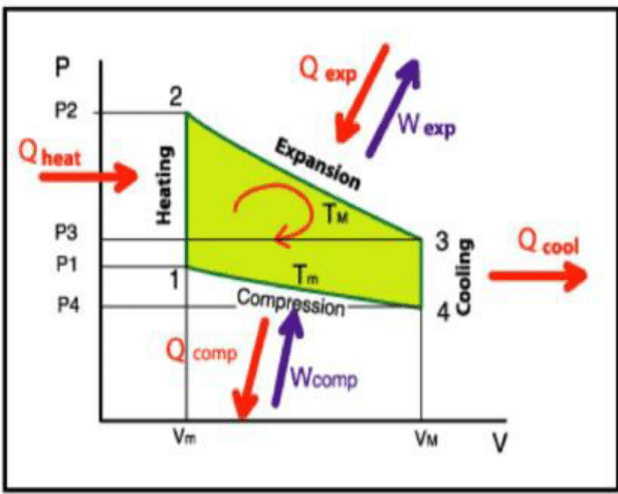 P
Q exp
W exp
P2
2
Q heat
Heating
Expansion
TM
P3
3
Q cool
P1
1
Tm
Cooling
Compression
P4
4
Q comp
Wcomp
Vm
VM
V